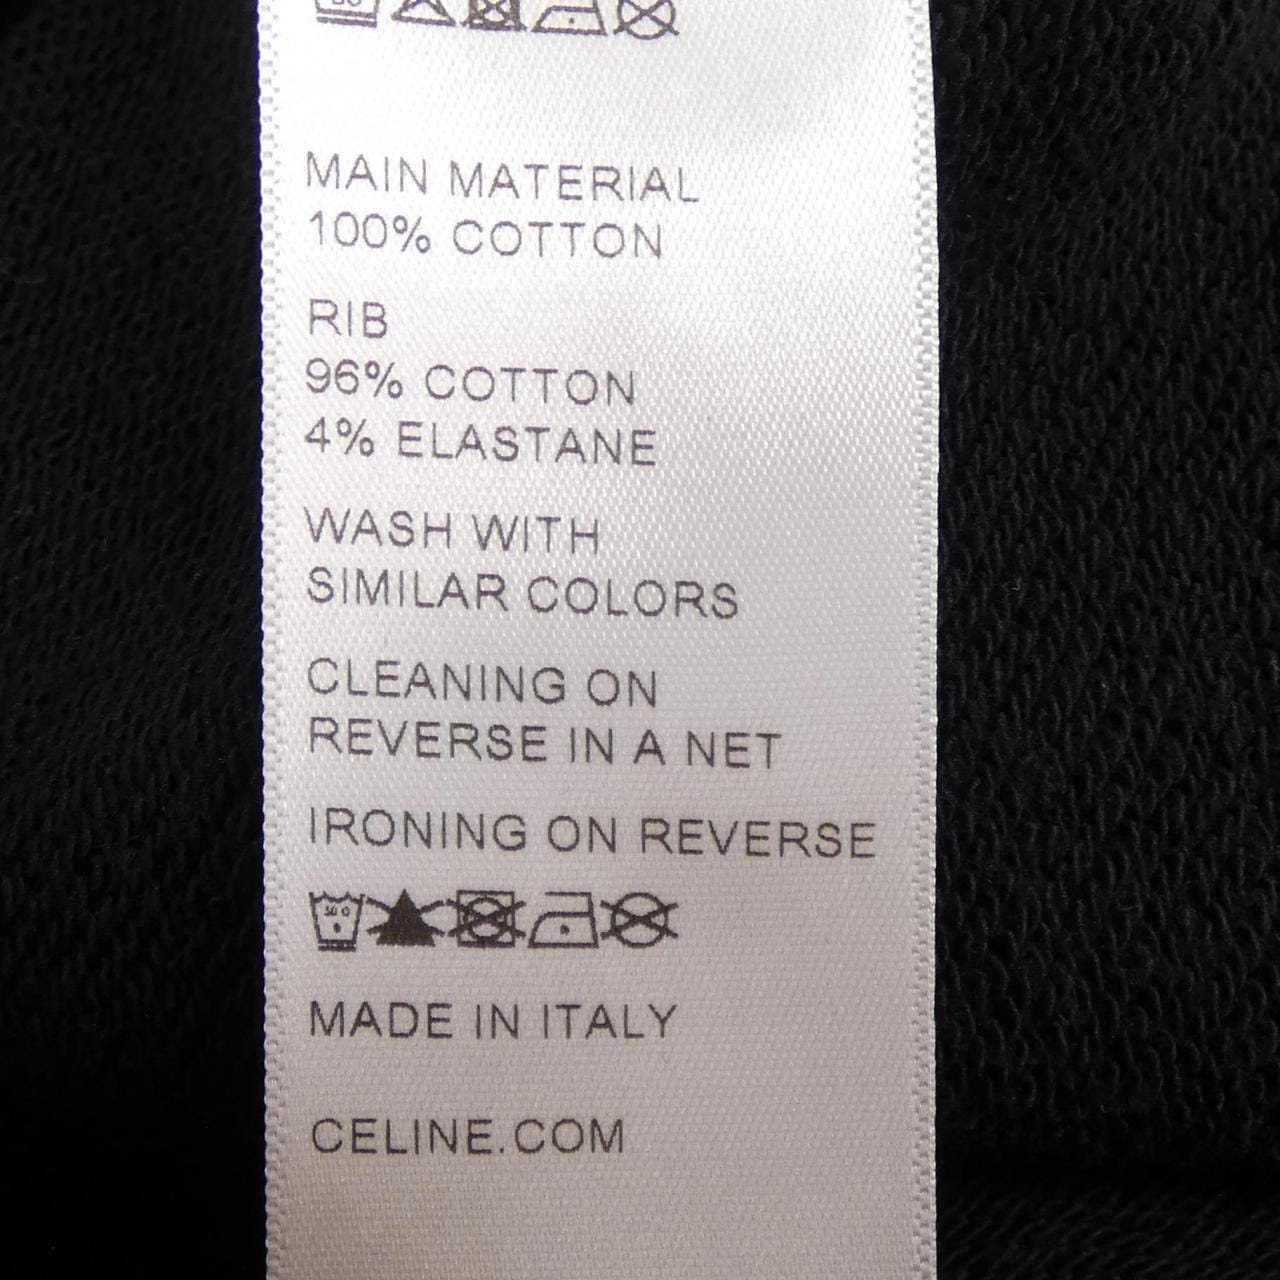 MAIN MATERIAL
100% COTTON
RIB
96% COTTON
4% ELASTANE
WASH WITH
SIMILAR COLORS
CLEANING ON
REVERSE IN A NET
IRONING ON REVERSE
30
MADE IN ITALY
CELINE.COM